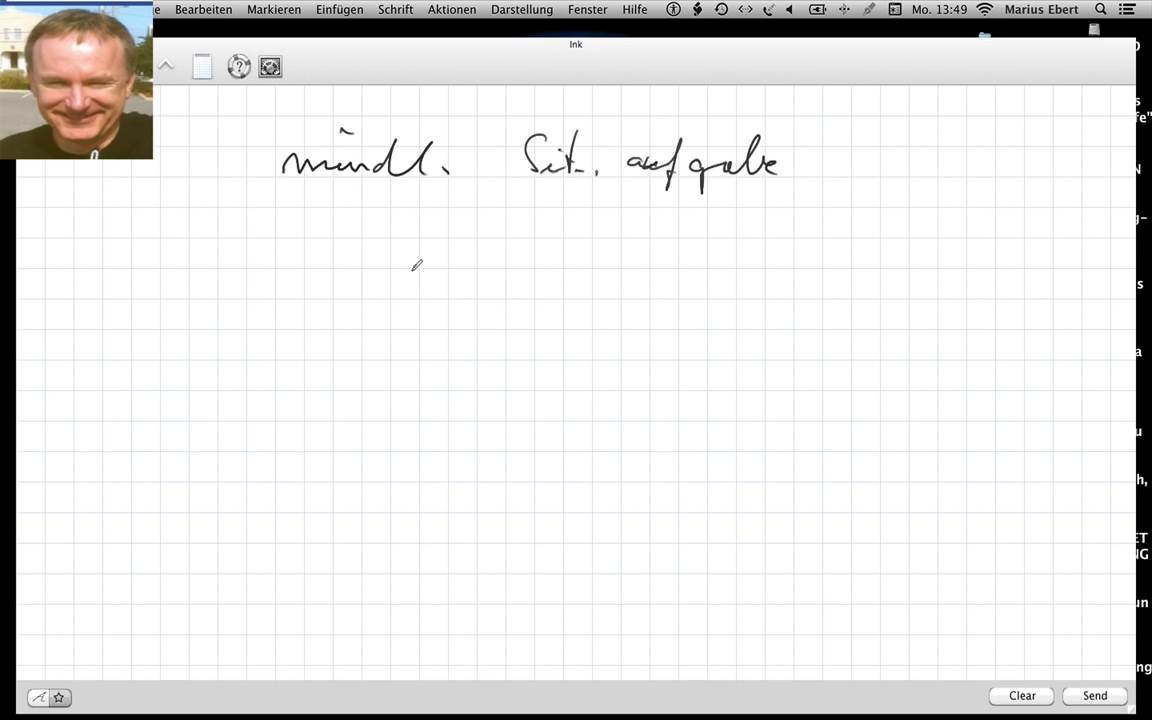 Bearbeiten Markieren Einfügen Schrift Aktionen Darstellung Fenster Hilfe Mo. 13:49 Marius Ebert
Ink
mündl. Sit. aufgabe
Clear Send